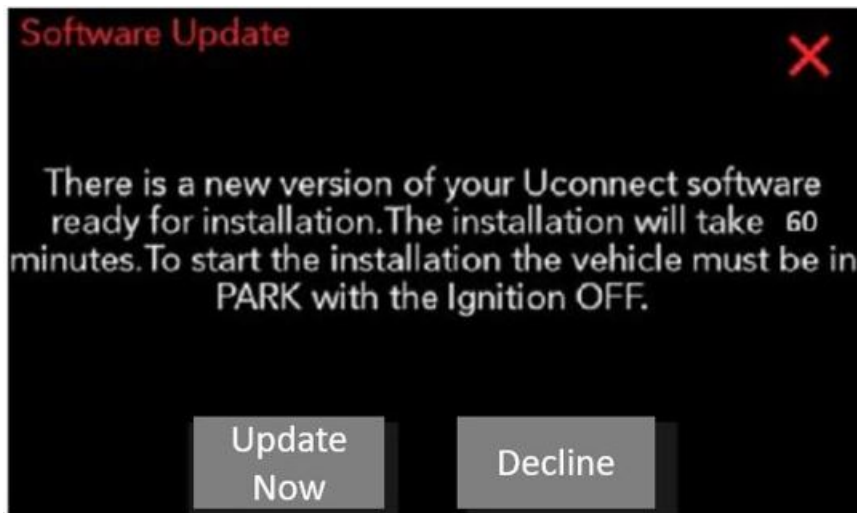 Software Update
There is a new version of your Uconnect software
ready for installation.The installation will take 60
minutes.To start the installation the vehicle must be in
PARK with the Ignition OFF.
Update
Now
Decline